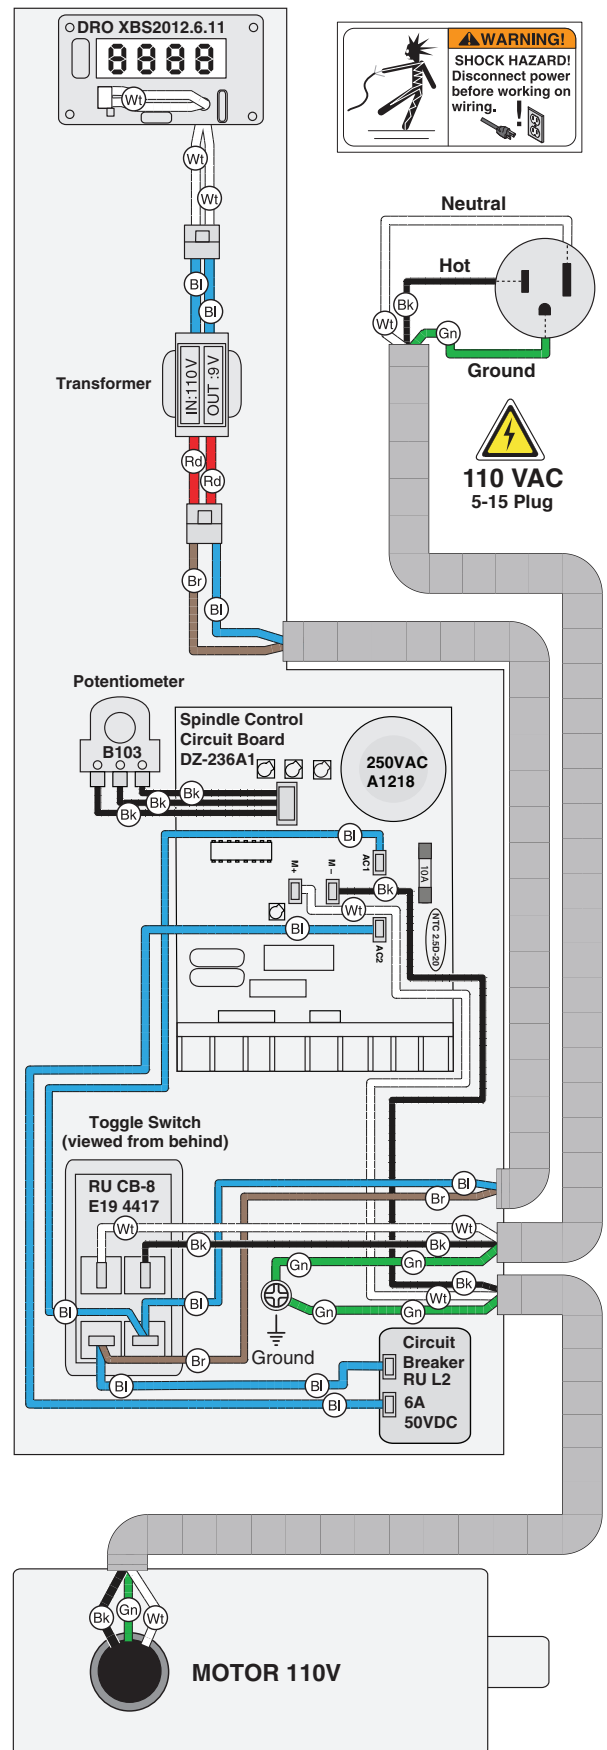 DRO XBS2012.6.11
8888
Wt
WARNING!
SHOCK HAZARD!
Disconnect power
before working on
wiring.
!
Wt
Wt
Neutral
Hot
Bk
Wt
Gn
Ground
Bl
Bl
Transformer
IN:110V
OUT :9V
110 VAC
5-15 Plug
Rd
Rd
Br
Bl
Potentiometer
B103
Spindle Control
Circuit Board
DZ-236A1
250VAC
A1218
Bk
Bk
Bk
Bl
AC1
10A
M+
M –
Bk
Wt
Bl
AC2
NTC 2.5D-20
Toggle Switch
(viewed from behind)
RU CB-8
E19 4417
Bl
Br
Wt
Wt
Bk
Bk
Gn
Gn
Bk
Wt
Bl
Bl
Gn
Gn
Ground
Br
Bl
Bl
Bl
Circuit
Breaker
RU L2
6A
50VDC
Bk
Gn
Wt
MOTOR 110V